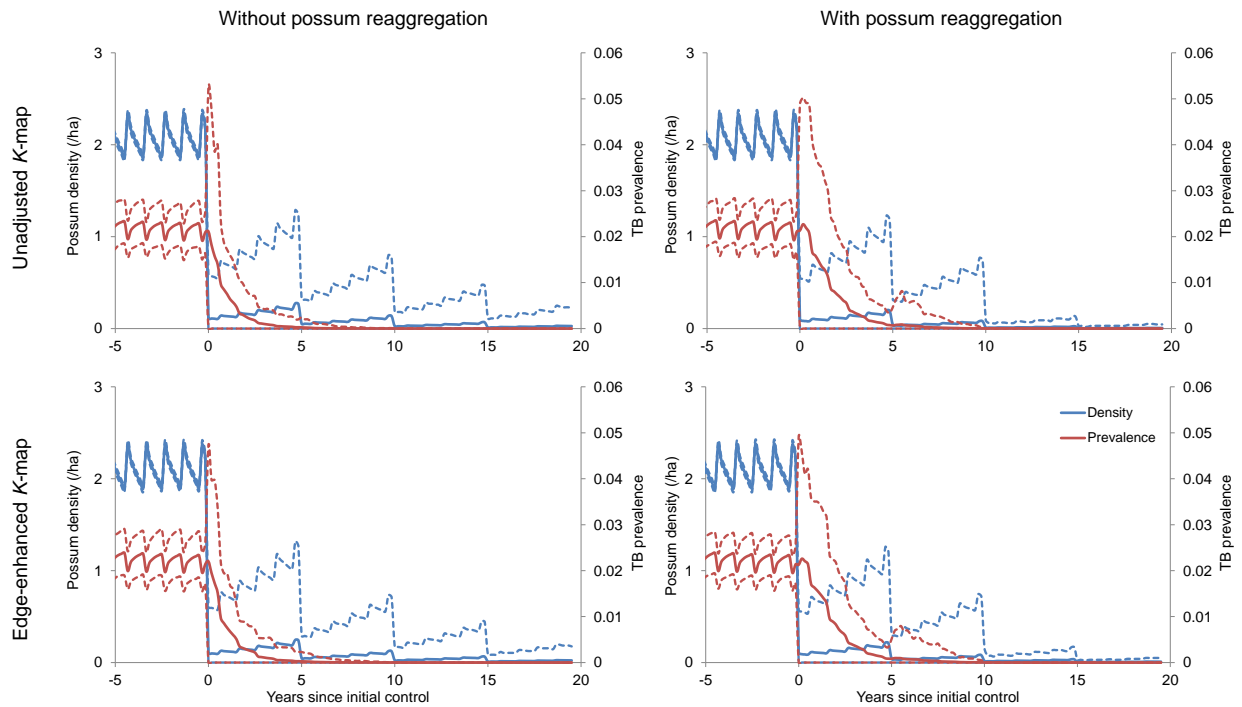 Without possum reaggregation
With possum reaggregation
Unadjusted K-map
Possum density (/ha)
3
2
1
0
0.06
0.05
0.04
0.03
0.02
0.01
0
TB prevalence
-5 0 5 10 15 20
Possum density (/ha)
3
2
1
0
0.06
0.05
0.04
0.03
0.02
0.01
0
TB prevalence
-5 0 5 10 15 20
Edge-enhanced K-map
Possum density (/ha)
3
2
1
0
0.06
0.05
0.04
0.03
0.02
0.01
0
TB prevalence
-5 0 5 10 15 20
Years since initial control
Possum density (/ha)
3
2
1
0
Density
Prevalence
0.06
0.05
0.04
0.03
0.02
0.01
0
TB prevalence
-5 0 5 10 15 20
Years since initial control